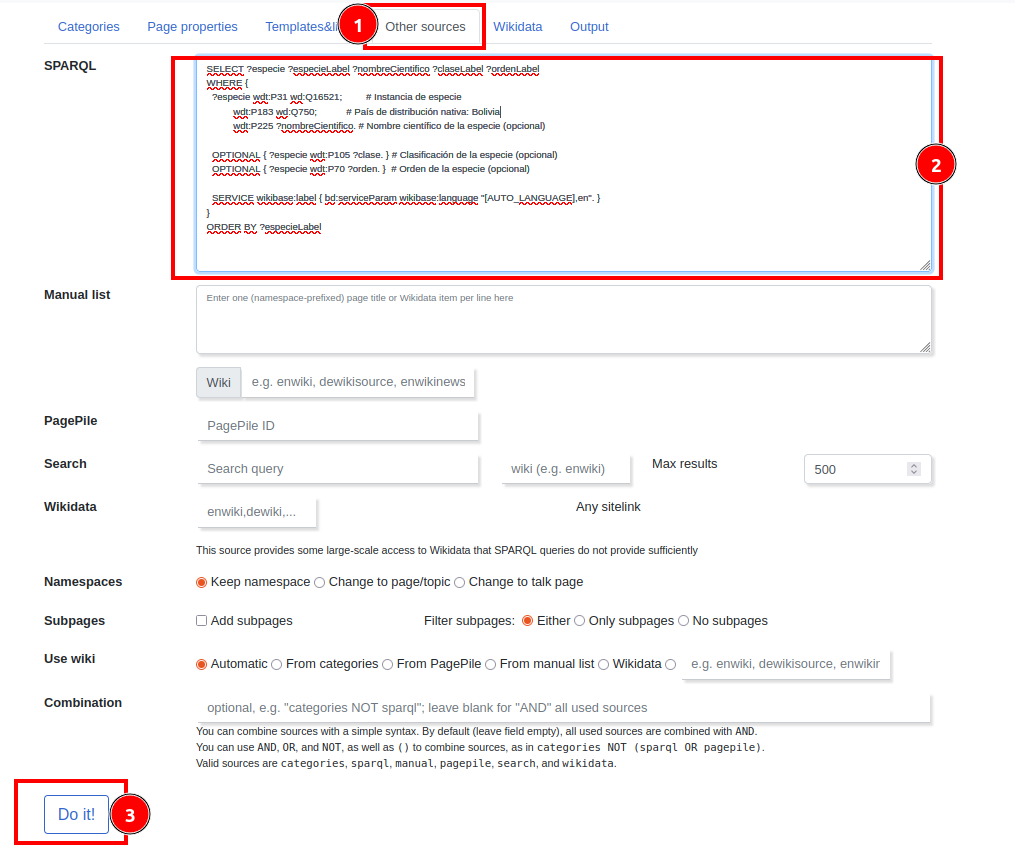 Categories Page properties Templates&li 1 Other sources Wikidata Output
SPARQL
SELECT ?especie ?especieLabel ?nombreCientifico ?claseLabel ?ordenLabel
WHERE {
?especie wdt:P31 wd:Q16521; # Instancia de especie
wdt:P183 wd:Q750; # País de distribución nativa: Bolivia
wdt:P225 ?nombreCientifico. # Nombre científico de la especie (opcional)
OPTIONAL { ?especie wdt:P105 ?clase. } # Clasificación de la especie (opcional)
OPTIONAL { ?especie wdt:P70 ?orden. } # Orden de la especie (opcional)
2
SERVICE wikibase:label { bd:serviceParam wikibase:language "[AUTO_LANGUAGE],en". }
}
ORDER BY ?especieLabel
Manual list
Enter one (namespace-prefixed) page title or Wikidata item per line here
Wiki e.g. enwiki, dewikisource, enwikinews
PagePile
PagePile ID
Search
Search query wiki (e.g. enwiki) Max results 500
Wikidata
enwiki,dewiki,... Any sitelink
This source provides some large-scale access to Wikidata that SPARQL queries do not provide sufficiently
Namespaces Keep namespace Change to page/topic Change to talk page
Subpages Add subpages Filter subpages: Either Only subpages No subpages
Use wiki Automatic From categories From PagePile From manual list Wikidata e.g. enwiki, dewikisource, enwikir
Combination optional, e.g. "categories NOT sparql"; leave blank for "AND" all used sources
You can combine sources with a simple syntax. By default (leave field empty), all used sources are combined with AND.
You can use AND, OR, and NOT, as well as () to combine sources, as in categories NOT (sparql OR pagepile).
Valid sources are categories, sparql, manual, pagepile, search, and wikidata.
Do it! 3